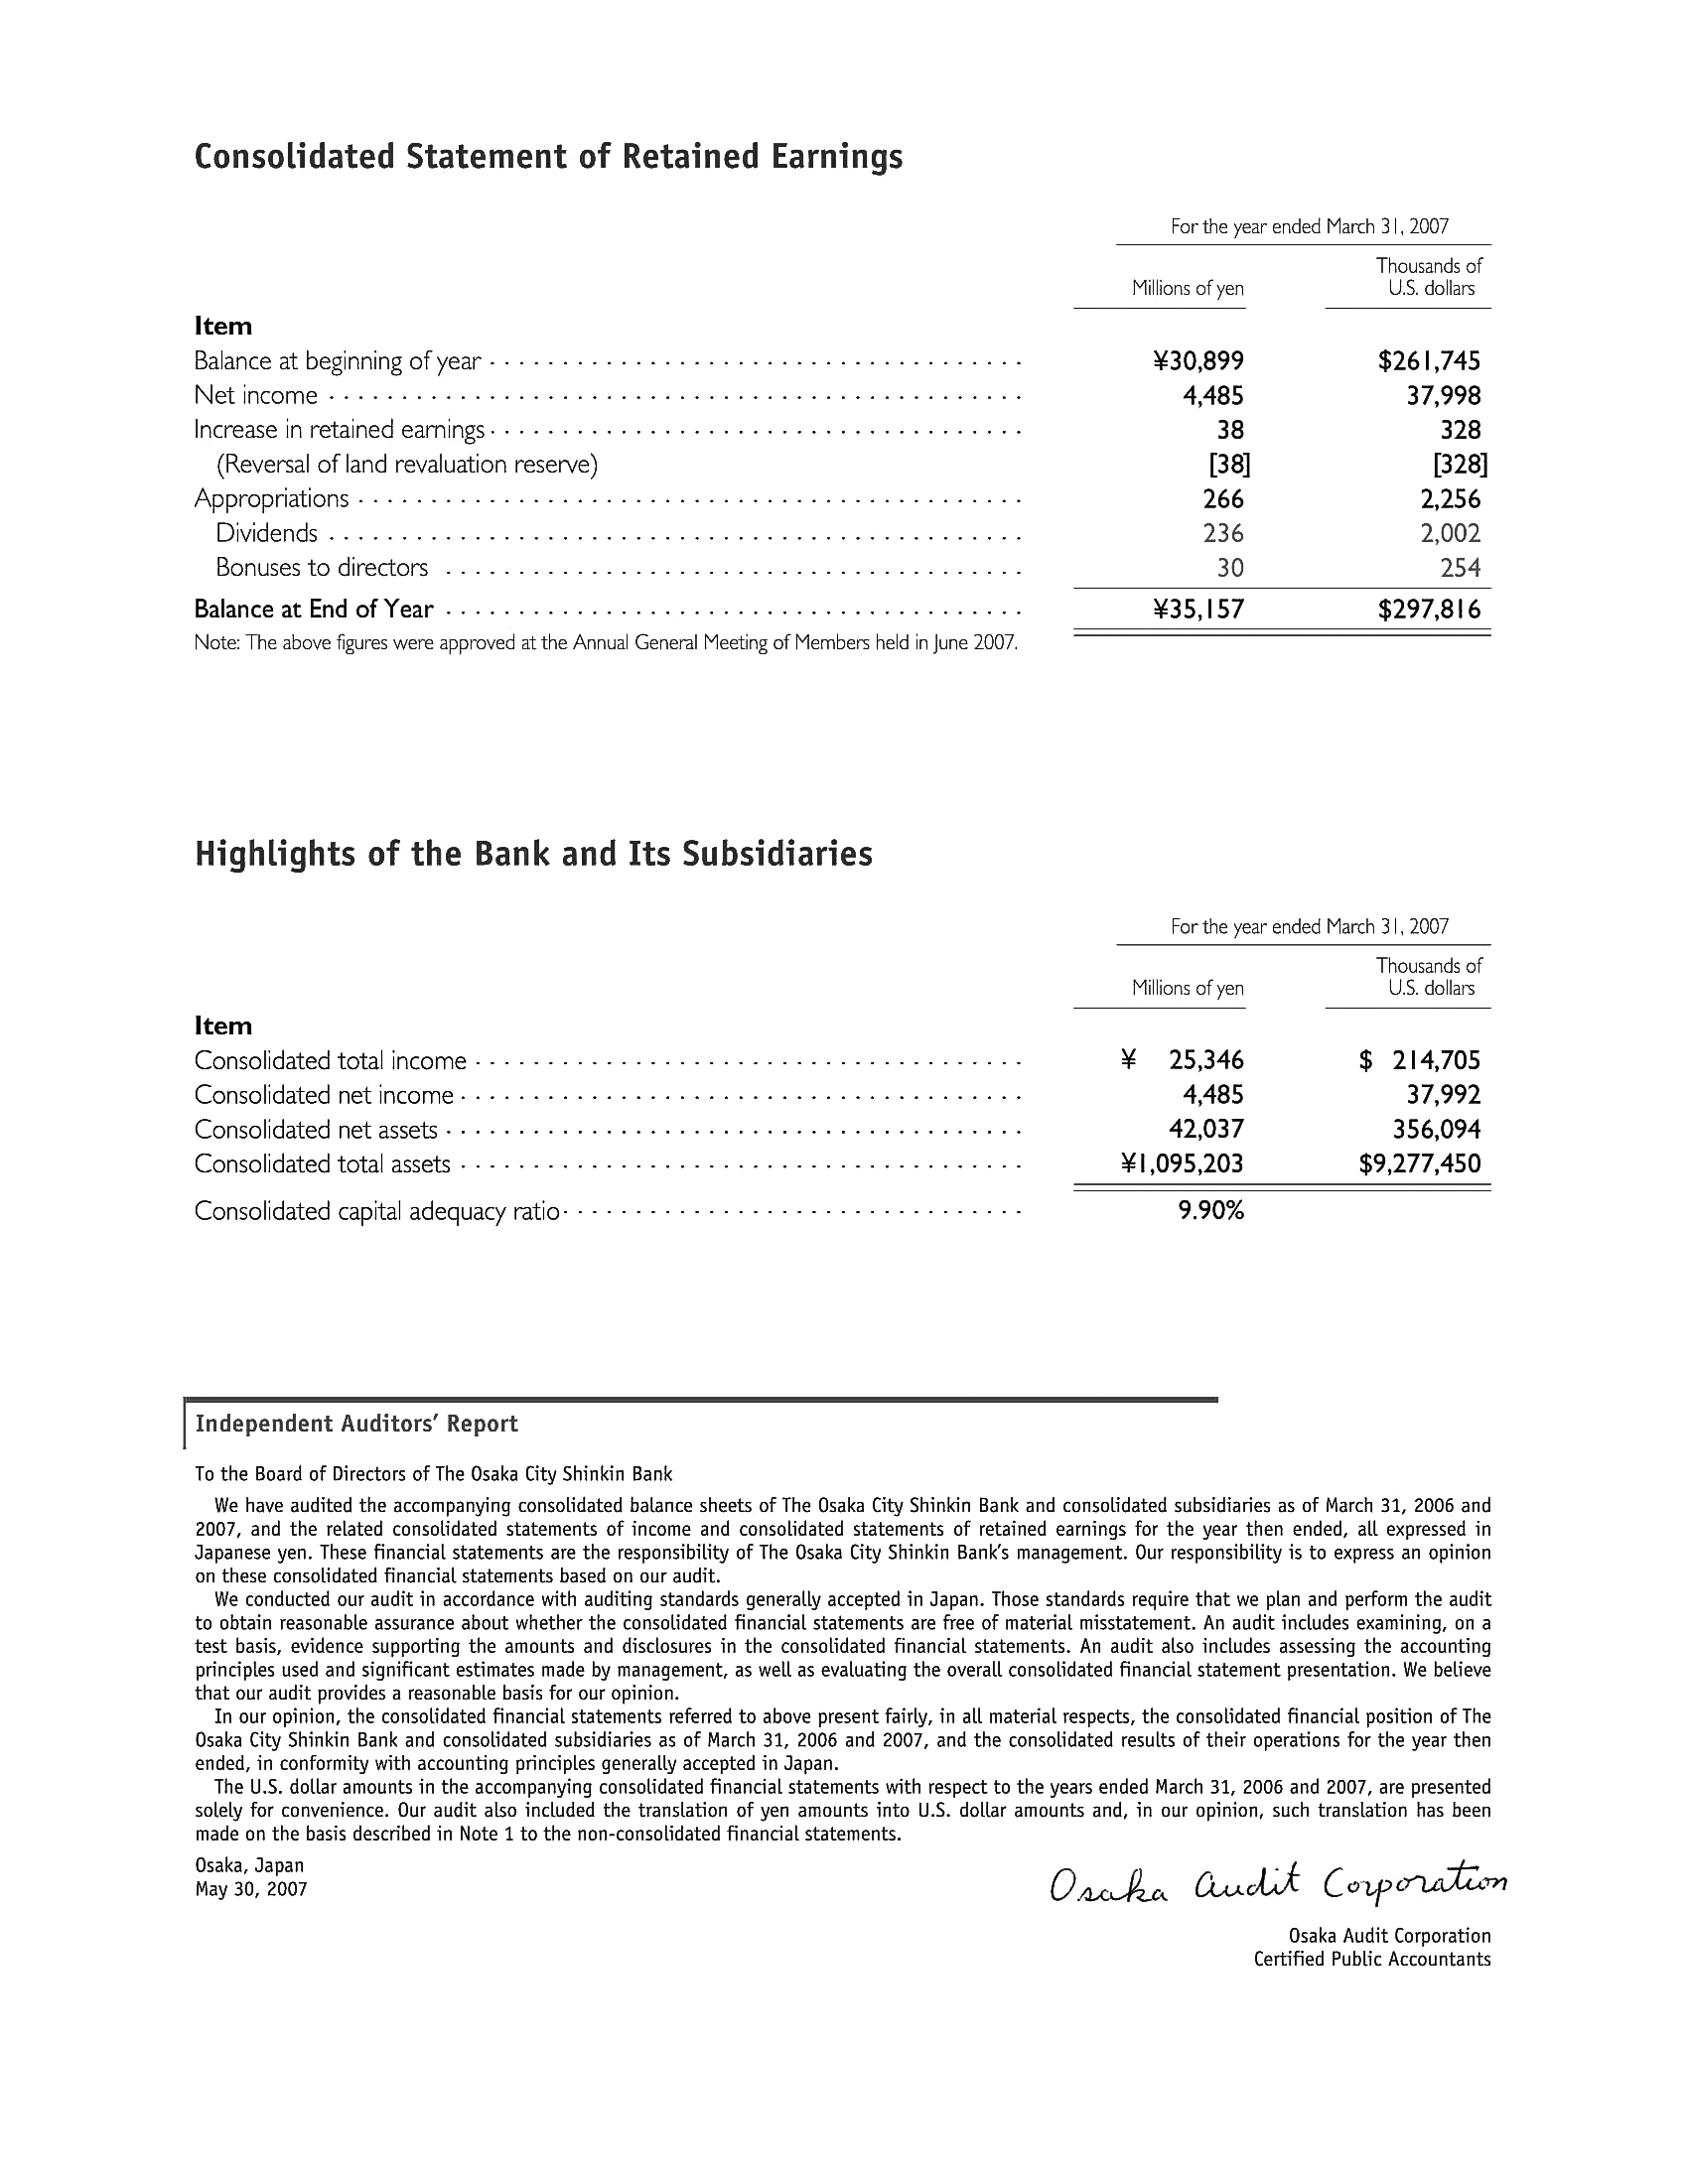 Consolidated Statement of Retained Earnings
For the year ended March 31, 2007
Millions of yen
Thousands of
U.S. dollars
Item
Balance at beginning of year ¥30,899 $261,745
Net income 4,485 37,998
Increase in retained earnings 38 328
(Reversal of land revaluation reserve) [38] [328]
Appropriations 266 2,256
Dividends 236 2,002
Bonuses to directors 30 254
Balance at End of Year ¥35,157 $297,816
Note: The above figures were approved at the Annual General Meeting of Members held in June 2007.
Highlights of the Bank and Its Subsidiaries
For the year ended March 31, 2007
Millions of yen
Thousands of
U.S. dollars
Item
Consolidated total income ¥ 25,346 $ 214,705
Consolidated net income 4,485 37,992
Consolidated net assets 42,037 356,094
Consolidated total assets ¥1,095,203 $9,277,450
Consolidated capital adequacy ratio 9.90%
Independent Auditors' Report
To the Board of Directors of The Osaka City Shinkin Bank
We have audited the accompanying consolidated balance sheets of The Osaka City Shinkin Bank and consolidated subsidiaries as of March 31, 2006 and
2007, and the related consolidated statements of income and consolidated statements of retained earnings for the year then ended, all expressed in
Japanese yen. These financial statements are the responsibility of The Osaka City Shinkin Bank's management. Our responsibility is to express an opinion
on these consolidated financial statements based on our audit.
We conducted our audit in accordance with auditing standards generally accepted in Japan. Those standards require that we plan and perform the audit
to obtain reasonable assurance about whether the consolidated financial statements are free of material misstatement. An audit includes examining, on a
test basis, evidence supporting the amounts and disclosures in the consolidated financial statements. An audit also includes assessing the accounting
principles used and significant estimates made by management, as well as evaluating the overall consolidated financial statement presentation. We believe
that our audit provides a reasonable basis for our opinion.
In our opinion, the consolidated financial statements referred to above present fairly, in all material respects, the consolidated financial position of The
Osaka City Shinkin Bank and consolidated subsidiaries as of March 31, 2006 and 2007, and the consolidated results of their operations for the year then
ended, in conformity with accounting principles generally accepted in Japan.
The U.S. dollar amounts in the accompanying consolidated financial statements with respect to the years ended March 31, 2006 and 2007, are presented
solely for convenience. Our audit also included the translation of yen amounts into U.S. dollar amounts and, in our opinion, such translation has been
made on the basis described in Note 1 to the non-consolidated financial statements.
Osaka, Japan
May 30, 2007
Osaka Audit Corporation
Osaka Audit Corporation
Certified Public Accountants